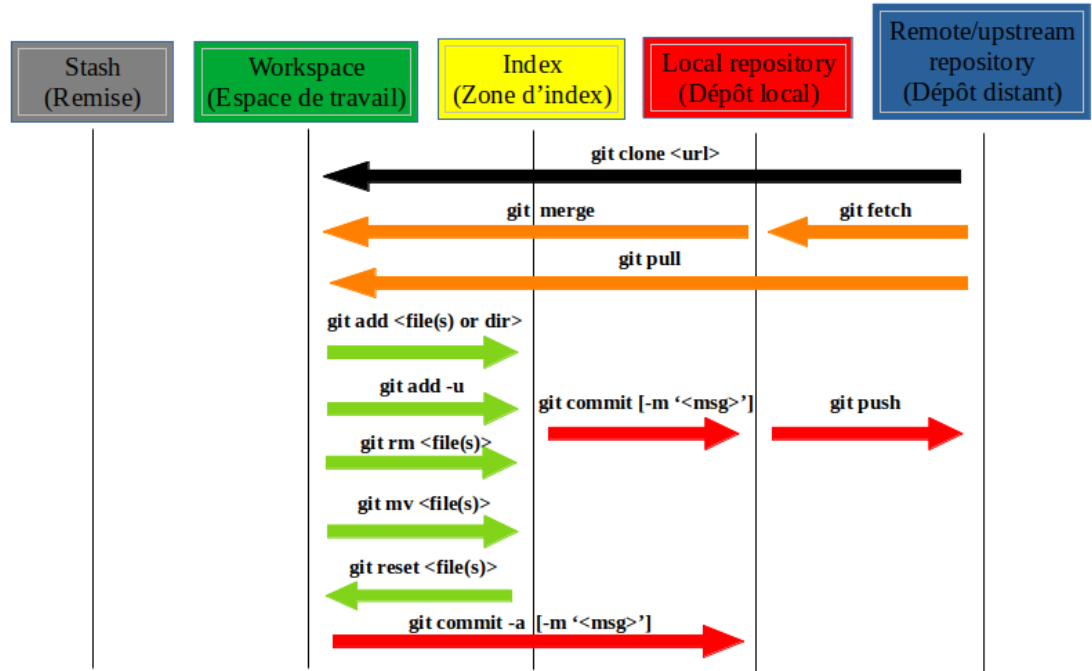 Stash
(Remise)
Workspace
(Espace de travail)
Index
(Zone d’index)
Local repository
(Dépôt local)
Remote/upstream
repository
(Dépôt distant)
git clone <url>
git merge
git fetch
git pull
git add <file(s) or dir>
git add -u
git commit [-m ‘<msg>’]
git push
git rm <file(s)>
git mv <file(s)>
git reset <file(s)>
git commit -a [-m ‘<msg>’]